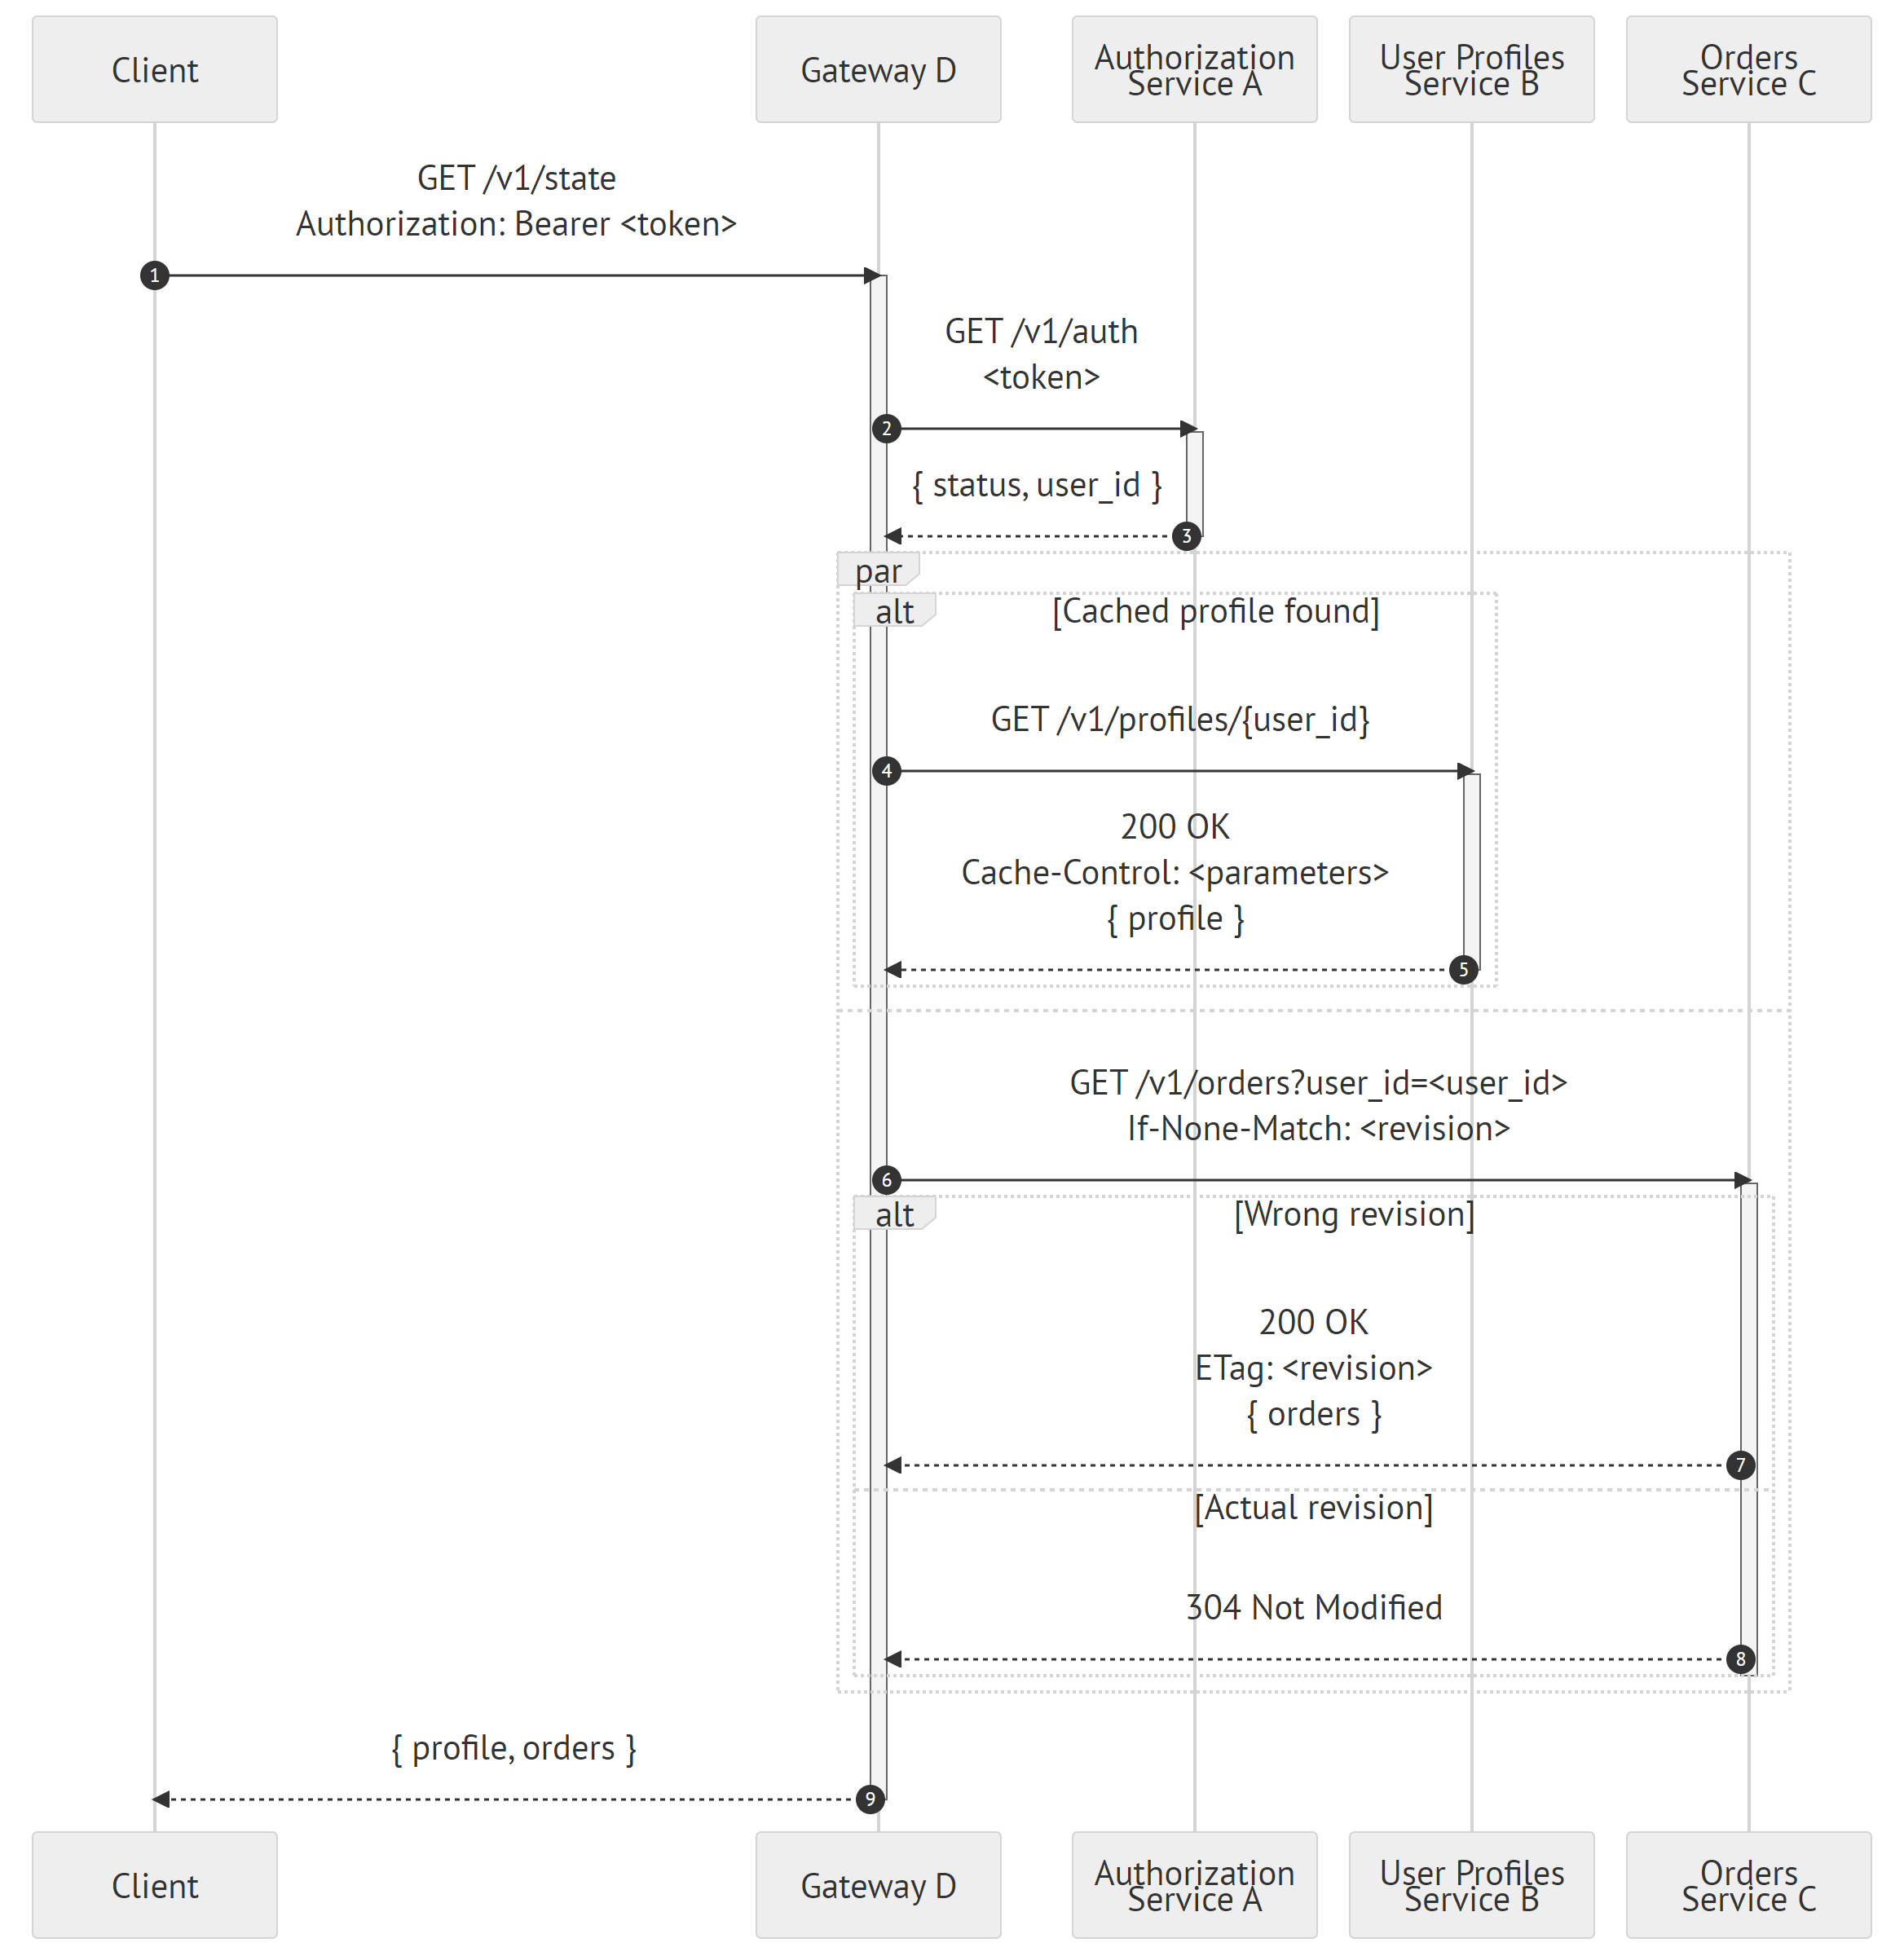 Client
Gateway D
Authorization
Service A
User Profiles
Service B
Orders
Service C
GET /v1/state
Authorization: Bearer <token>
1
GET /v1/auth
<token>
2
{ status, user_id }
3
par
alt
[Cached profile found]
GET /v1/profiles/{user_id}
4
200 OK
Cache-Control: <parameters>
{ profile }
5
GET /v1/orders?user_id=<user_id>
If-None-Match: <revision>
6
alt
[Wrong revision]
200 OK
ETag: <revision>
{ orders }
7
[Actual revision]
304 Not Modified
8
{ profile, orders }
9
Client
Gateway D
Authorization
Service A
User Profiles
Service B
Orders
Service C